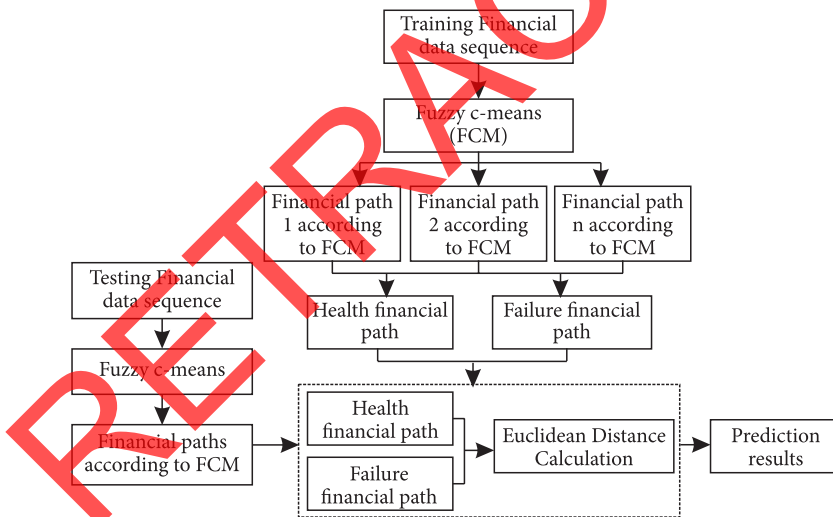 Training Financial
data sequence
Fuzzy c-means
(FCM)
Financial path
1 according
to FCM
Financial path
2 according
to FCM
Financial path
n according
to FCM
Testing Financial
data sequence
Health financial
path
Failure financial
path
Fuzzy c-means
Financial paths
according to FCM
Health
financial path
Failure
financial path
Euclidean Distance
Calculation
Prediction
results
RETRAC